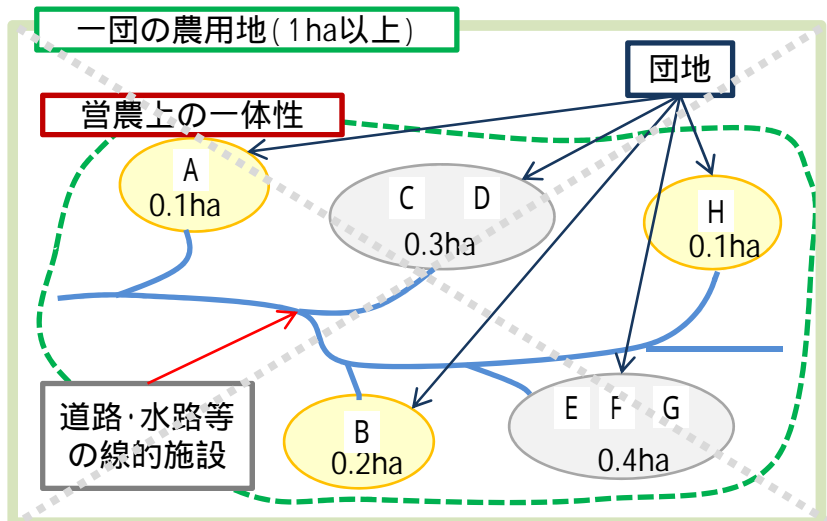 一団の農用地(1ha以上)
団地
営農上の一体性
A
0.1ha
C D
0.3ha
H
0.1ha
道路・水路等
の線的施設
B
0.2ha
E F G
0.4ha